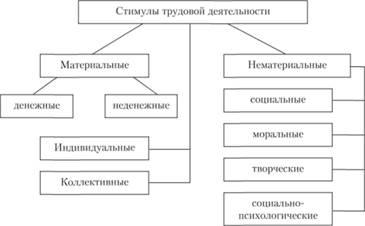 Стимулы трудовой деятельности
Материальные
денежные
неденежные
Индивидуальные
Коллективные
Нематериальные
социальные
моральные
творческие
социально-
психологические